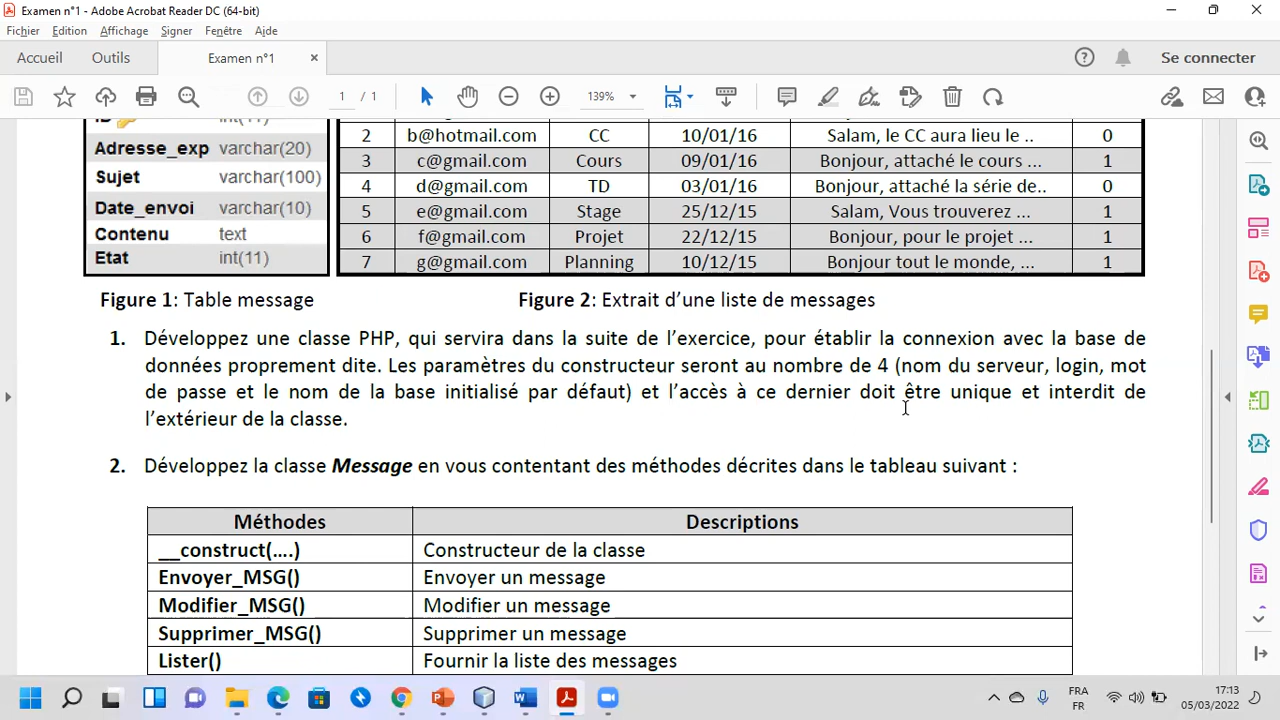 Examen n°1 - Adobe Acrobat Reader DC (64-bit)
Fichier Edition Affichage Signer Fenêtre Aide
Accueil Outils Examen n°1 × Se connecter
1 / 1 139%
ID int(11)
Adresse_exp varchar(20)
Sujet varchar(100)
Date_envoi varchar(10)
Contenu text
Etat int(11)
2 b@hotmail.com CC 10/01/16 Salam, le CC aura lieu le .. 0
3 c@gmail.com Cours 09/01/16 Bonjour, attaché le cours ... 1
4 d@gmail.com TD 03/01/16 Bonjour, attaché la série de.. 0
5 e@gmail.com Stage 25/12/15 Salam, Vous trouverez ... 1
6 f@gmail.com Projet 22/12/15 Bonjour, pour le projet ... 1
7 g@gmail.com Planning 10/12/15 Bonjour tout le monde, ... 1
Figure 1: Table message Figure 2: Extrait d'une liste de messages
1. Développez une classe PHP, qui servira dans la suite de l'exercice, pour établir la connexion avec la base de
données proprement dite. Les paramètres du constructeur seront au nombre de 4 (nom du serveur, login, mot
de passe et le nom de la base initialisé par défaut) et l'accès à ce dernier doit être unique et interdit de
l'extérieur de la classe.
2. Développez la classe Message en vous contentant des méthodes décrites dans le tableau suivant :
Méthodes Descriptions
__construct(....) Constructeur de la classe
Envoyer_MSG() Envoyer un message
Modifier_MSG() Modifier un message
Supprimer_MSG() Supprimer un message
Lister() Fournir la liste des messages
FRA 17:13
FR 05/03/2022